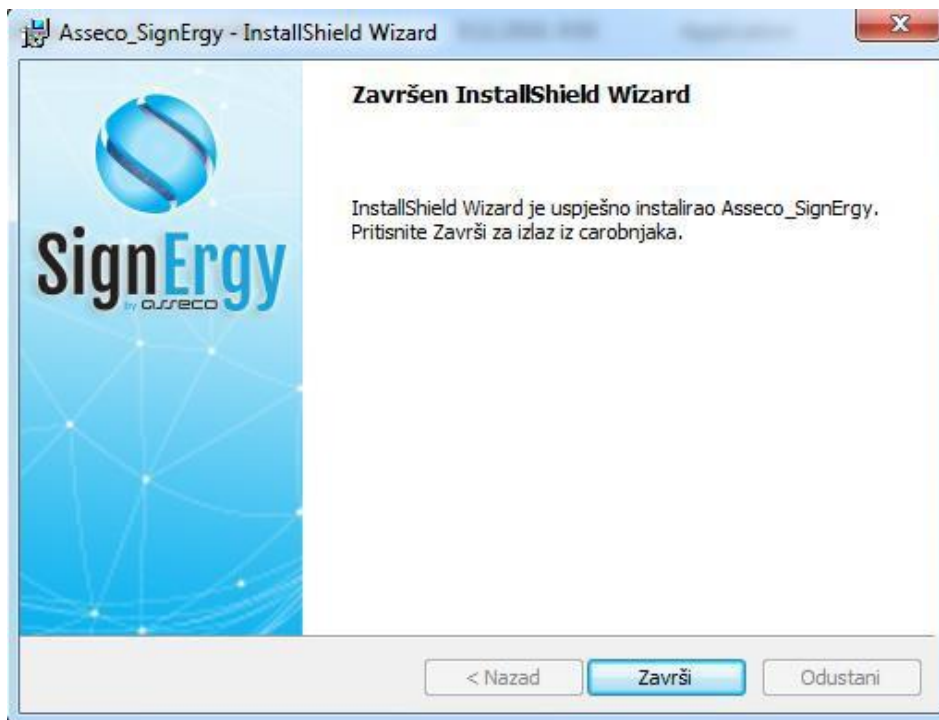 Asseco_SignErgy - InstallShield Wizard
Završen InstallShield Wizard
InstallShield Wizard je uspješno instalirao Asseco_SignErgy.
Pritisnite Završi za izlaz iz carobnjaka.
SignErgy
by asseco
< Nazad
Završi
Odustani